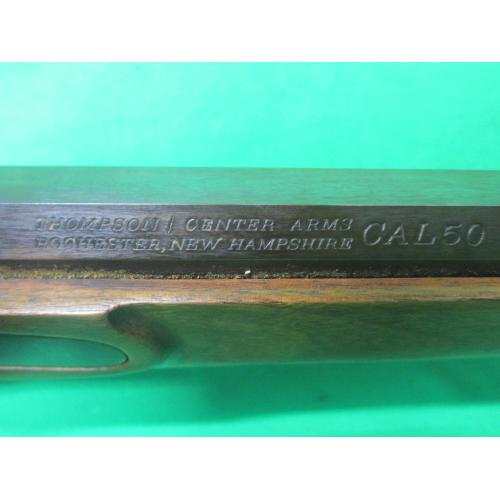 THOMPSON / CENTER ARMS
ROCHESTER, NEW HAMPSHIRE
CAL 50